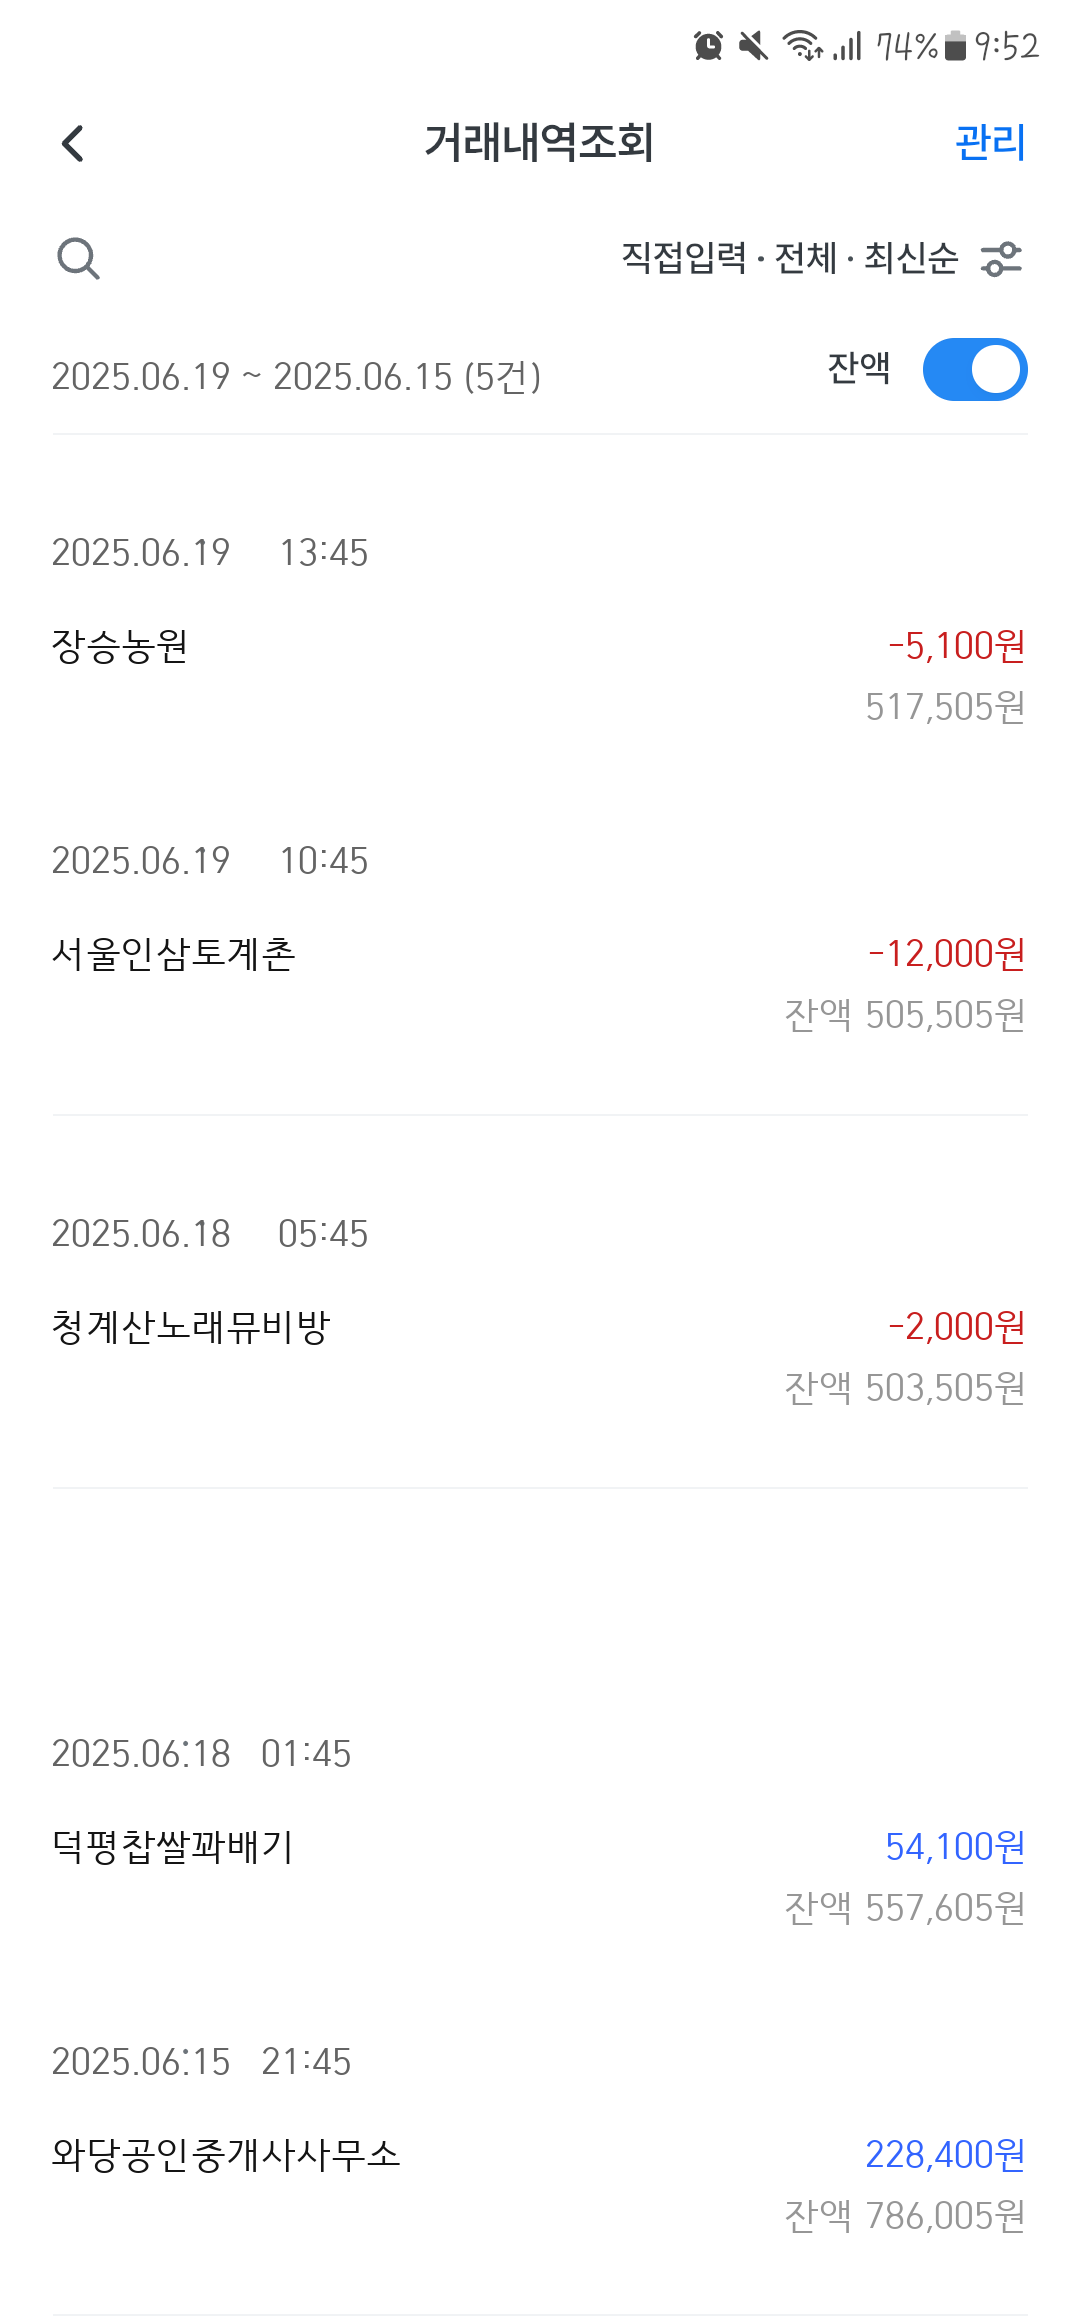 74% 9:52
거래내역조회 관리
직접입력 · 전체 · 최신순
2025.06.19 ~ 2025.06.15 (5건) 잔액
2025.06.19 13:45
장승농원 -5,100원
517,505원
2025.06.19 10:45
서울인삼토계촌 -12,000원
잔액 505,505원
2025.06.18 05:45
청계산노래뮤비방 -2,000원
잔액 503,505원
2025.06:18 01:45
덕평찹쌀꽈배기 54,100원
잔액 557,605원
2025.06:15 21:45
와당공인중개사사무소 228,400원
잔액 786,005원